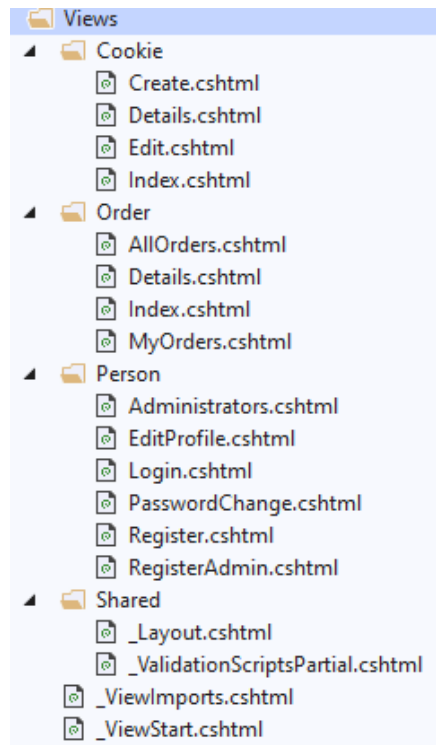 Views
Cookie
Create.cshtml
Details.cshtml
Edit.cshtml
Index.cshtml
Order
AllOrders.cshtml
Details.cshtml
Index.cshtml
MyOrders.cshtml
Person
Administrators.cshtml
EditProfile.cshtml
Login.cshtml
PasswordChange.cshtml
Register.cshtml
RegisterAdmin.cshtml
Shared
_Layout.cshtml
_ValidationScriptsPartial.cshtml
_ViewImports.cshtml
_ViewStart.cshtml